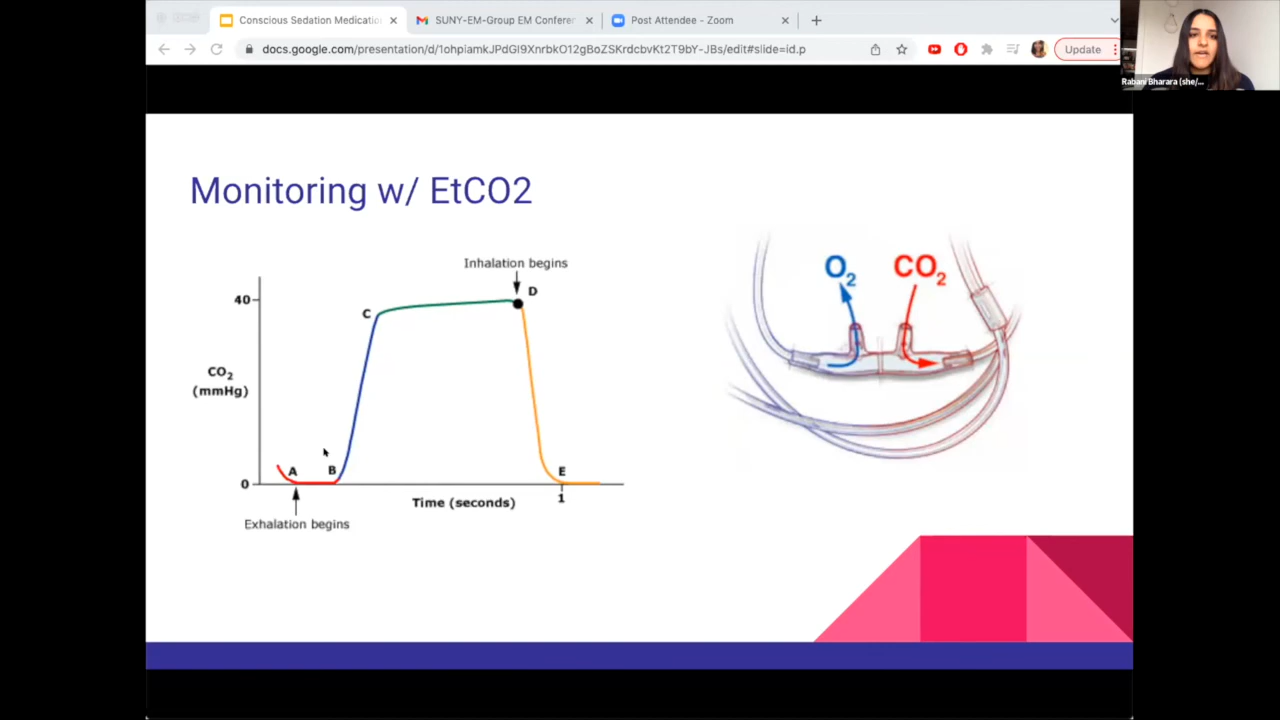 Conscious Sedation Medicatio
SUNY-EM-Group EM Conferen
Post Attendee - Zoom
docs.google.com/presentation/d/1ohpiamkJPdGl9XnrbkO12gBoZSKrdcbvKt2T9bY-JBs/edit#slide=id.p
Update
Rabani Bharara (she/...
Monitoring w/ EtCO2
Inhalation begins
D
40
C
CO₂
(mmHg)
A
B
E
0
1
Time (seconds)
Exhalation begins
O₂
CO₂